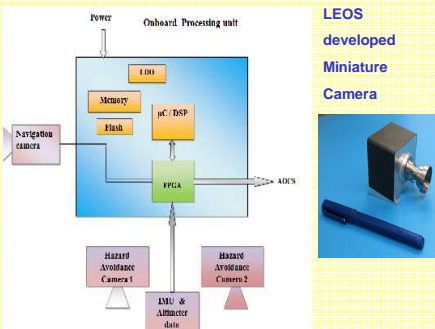 Power
Onboard Processing unit
LDO
Memory
Flash
µC / DSP
Navigation
camera
FPGA
ADCS
Hazard
Avoidance
Camera 1
Hazard
Avoidance
Camera 2
IMU &
Altimeter
data
LEOS
developed
Miniature
Camera